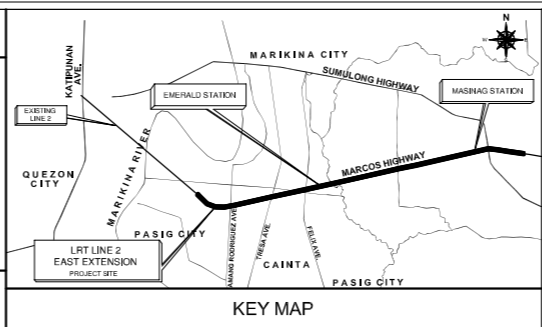 N
MARIKINA CITY
SUMULONG HIGHWAY
KATIPUNAN
AVE.
EMERALD STATION
MASINAG STATION
EXISTING
LINE 2
MARIKINA RIVER
MARCOS HIGHWAY
QUEZON
CITY
PASIG CITY
AMANG RODRIGUEZ AVE.
TRESA AVE.
FELIX AVE.
LRT LINE 2
EAST EXTENSION
PROJECT SITE
CAINTA
PASIG CITY
KEY MAP